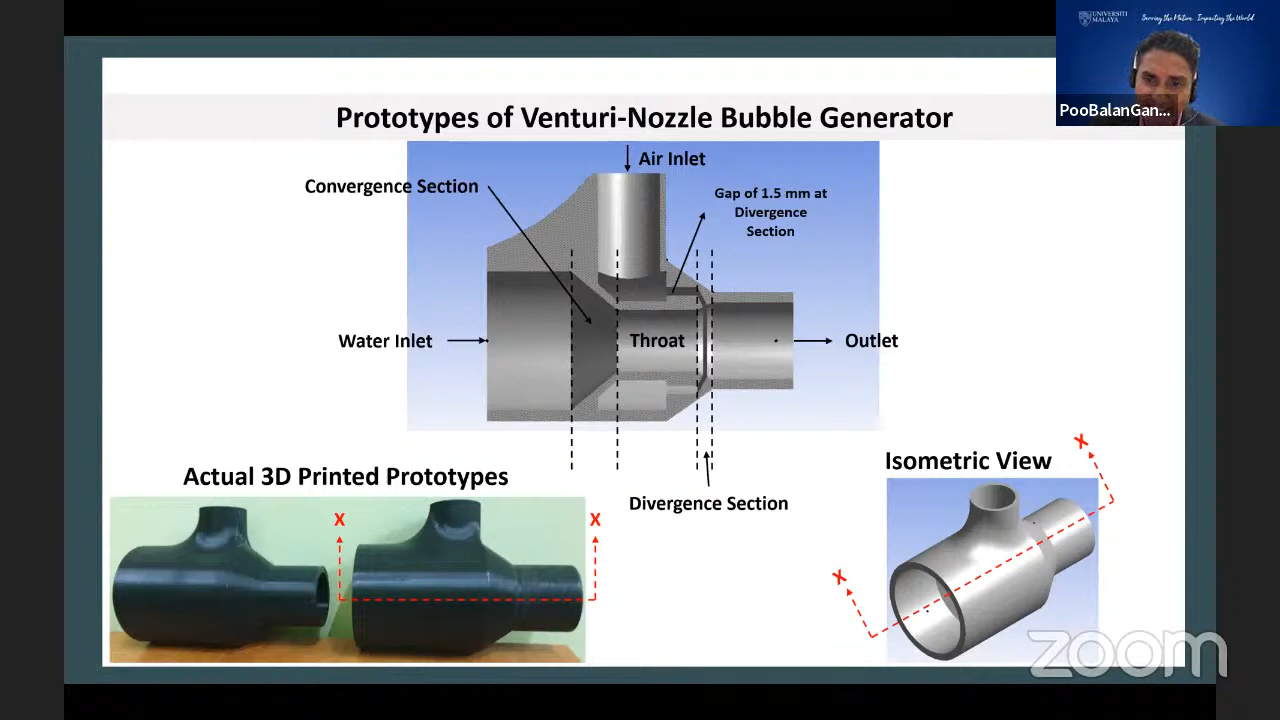 UNIVERSITI
MALAYA
Serving the Nation. Impacting the World.
PooBalanGan...
Prototypes of Venturi-Nozzle Bubble Generator
Air Inlet
Convergence Section
Gap of 1.5 mm at
Divergence
Section
Water Inlet
Throat
Outlet
Divergence Section
Actual 3D Printed Prototypes
X
X
Isometric View
X
X
zoom